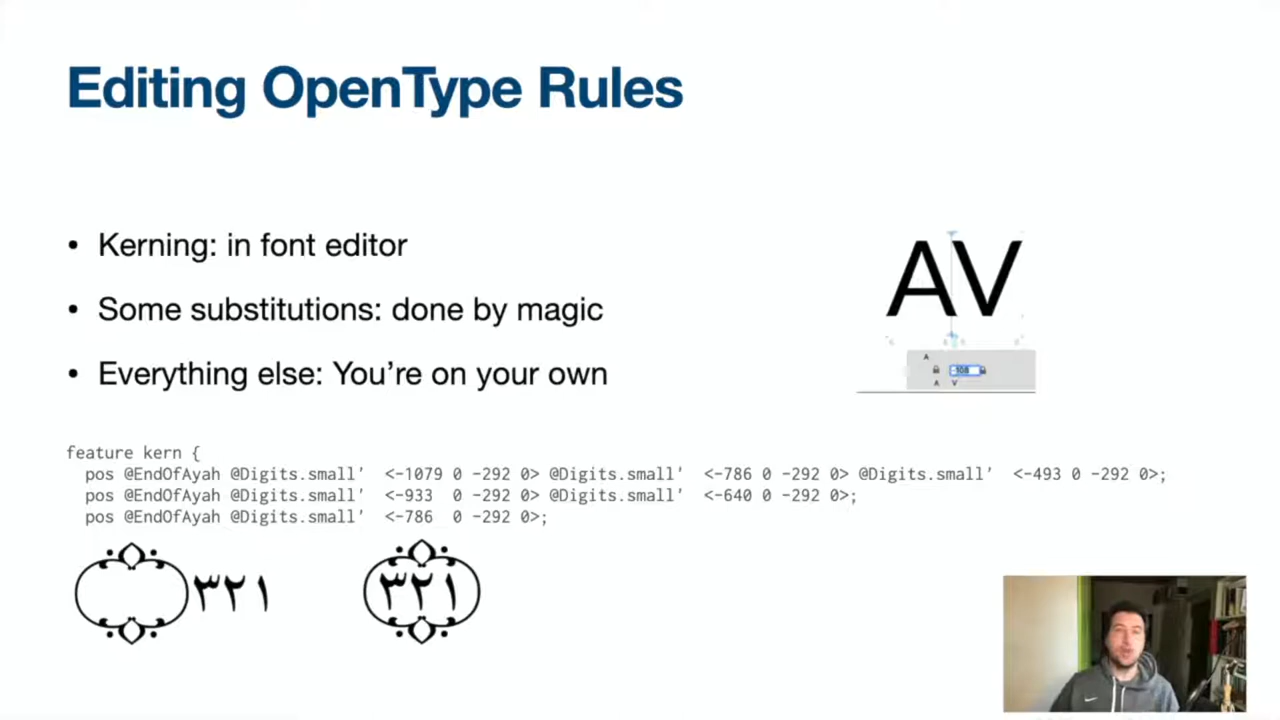 Editing OpenType Rules
• Kerning: in font editor
• Some substitutions: done by magic
• Everything else: You’re on your own
AV
A
-108
A V
feature kern {
pos @EndOfAyah @Digits.small' <-1079 0 -292 0> @Digits.small' <-786 0 -292 0> @Digits.small' <-493 0 -292 0>;
pos @EndOfAyah @Digits.small' <-933 0 -292 0> @Digits.small' <-640 0 -292 0>;
pos @EndOfAyah @Digits.small' <-786 0 -292 0>;
٣٢١
٣٢١